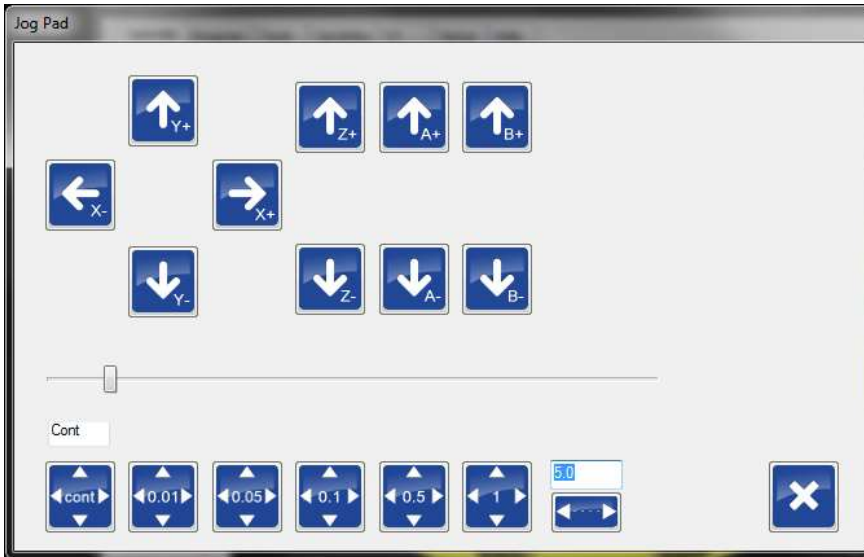 Jog Pad
Y+
Z+
A+
B+
X-
X+
Y-
Z-
A-
B-
Cont
5.0
cont
0.01
0.05
0.1
0.5
1